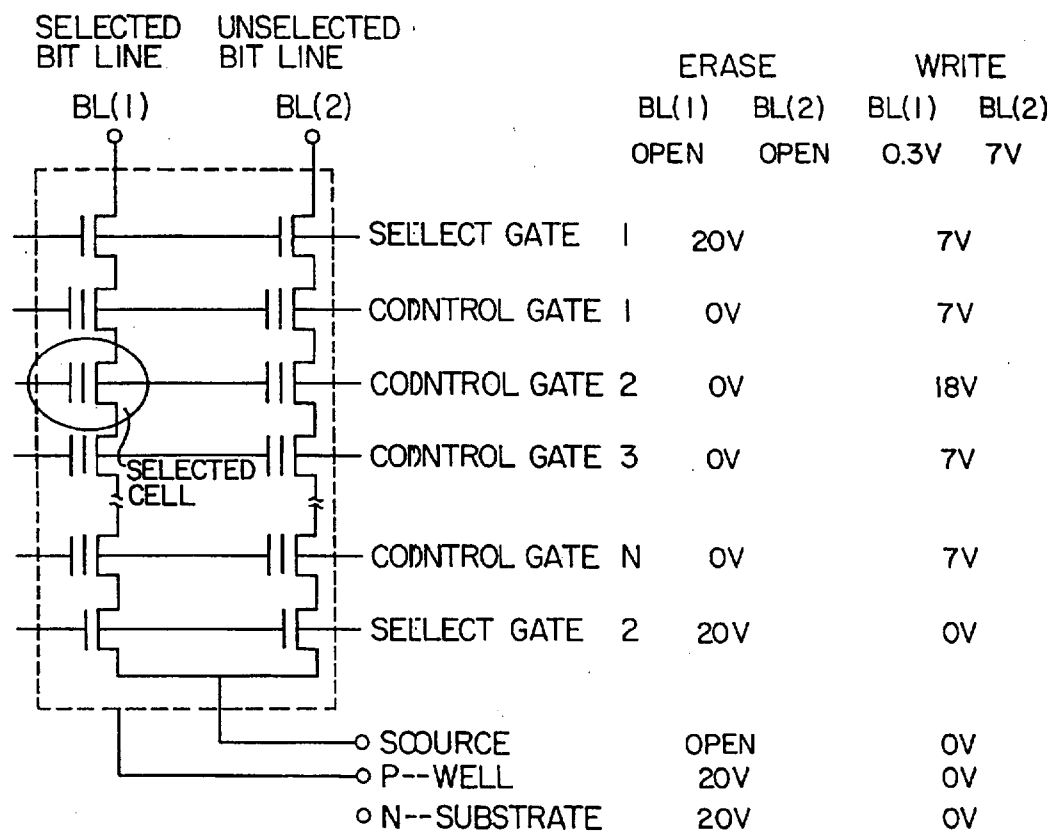 SELECTED UNSELECTED
BIT LINE BIT LINE
ERASE WRITE
BL(1) BL(2) BL(1) BL(2) BL(1) BL(2)
OPEN OPEN 0.3V 7V
SELLECT GATE 1 20V 7V
CODNTROL GATE 1 0V 7V
CODNTROL GATE 2 0V 18V
CODNTROL GATE 3 0V 7V
SELECTED
CELL
CODNTROL GATE N 0V 7V
SELLECT GATE 2 20V 0V
SOOURCE OPEN 0V
P--WELL 20V 0V
N--SUBSTRATE 20V 0V